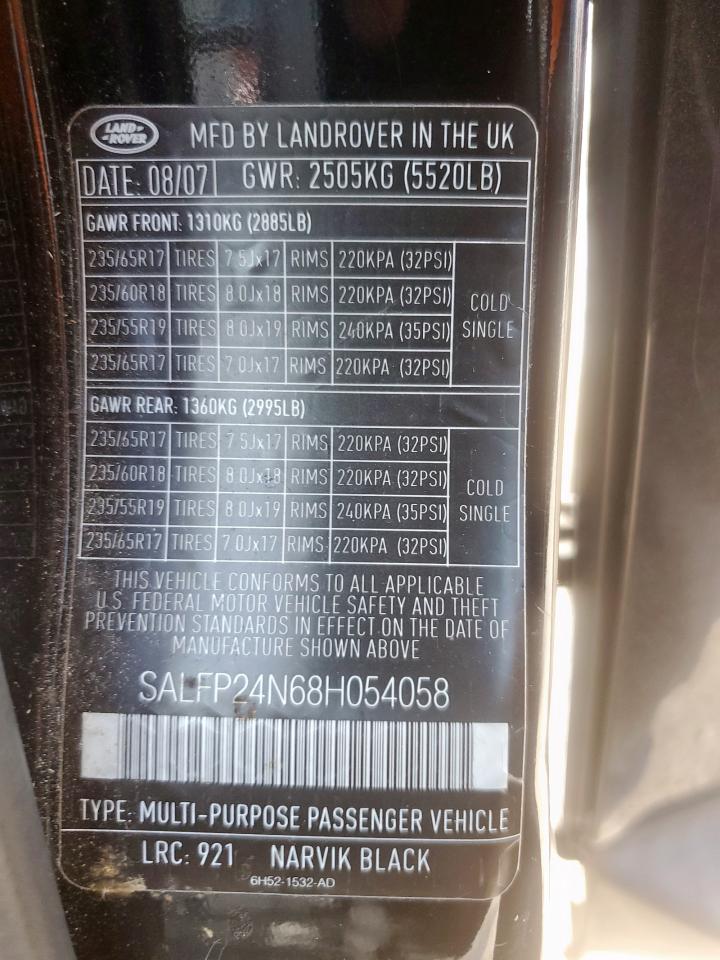 LAND ROVER
MFD BY LANDROVER IN THE UK
DATE: 08/07 GWR: 2505KG (5520LB)
GAWR FRONT: 1310KG (2885LB)
235/65R17 TIRES 7.5Jx17 RIMS 220KPA (32PSI)
235/60R18 TIRES 8.0Jx18 RIMS 220KPA (32PSI)
235/55R19 TIRES 8.0Jx19 RIMS 240KPA (35PSI)
235/65R17 TIRES 7.0Jx17 RIMS 220KPA (32PSI)
COLD
SINGLE
GAWR REAR: 1360KG (2995LB)
235/65R17 TIRES 7.5Jx17 RIMS 220KPA (32PSI)
235/60R18 TIRES 8.0Jx18 RIMS 220KPA (32PSI)
235/55R19 TIRES 8.0Jx19 RIMS 240KPA (35PSI)
235/65R17 TIRES 7.0Jx17 RIMS 220KPA (32PSI)
COLD
SINGLE
THIS VEHICLE CONFORMS TO ALL APPLICABLE
U.S. FEDERAL MOTOR VEHICLE SAFETY AND THEFT
PREVENTION STANDARDS IN EFFECT ON THE DATE OF
MANUFACTURE SHOWN ABOVE
SALFP24N68H054058
TYPE: MULTI-PURPOSE PASSENGER VEHICLE
LRC: 921 NARVIK BLACK
6H52-1532-AD